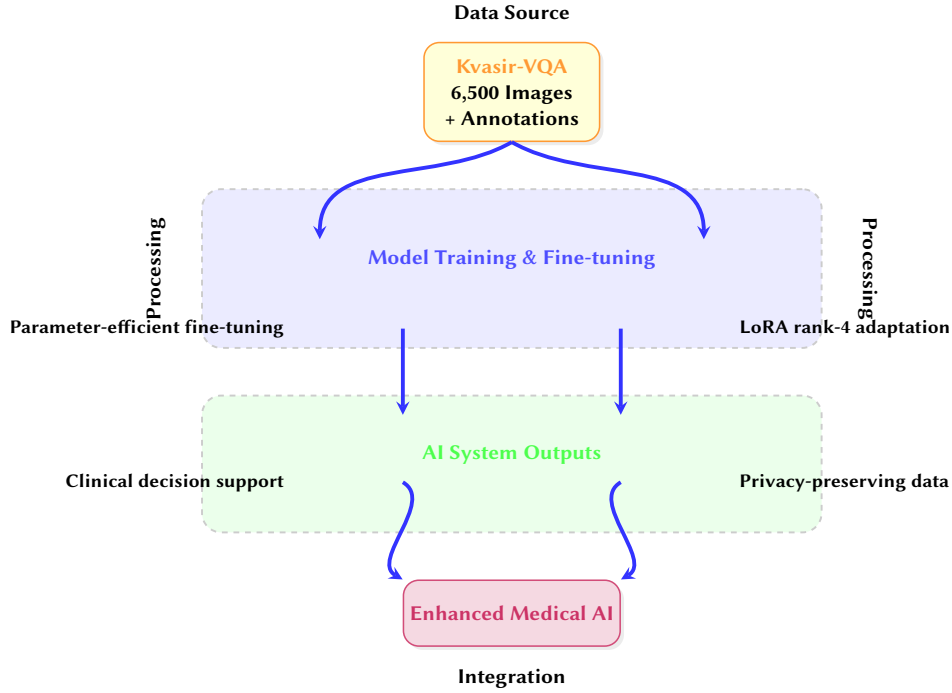 Data Source
Kvasir-VQA
6,500 Images
+ Annotations
Processing
Processing
Model Training & Fine-tuning
Parameter-efficient fine-tuning
LoRA rank-4 adaptation
AI System Outputs
Clinical decision support
Privacy-preserving data
Enhanced Medical AI
Integration